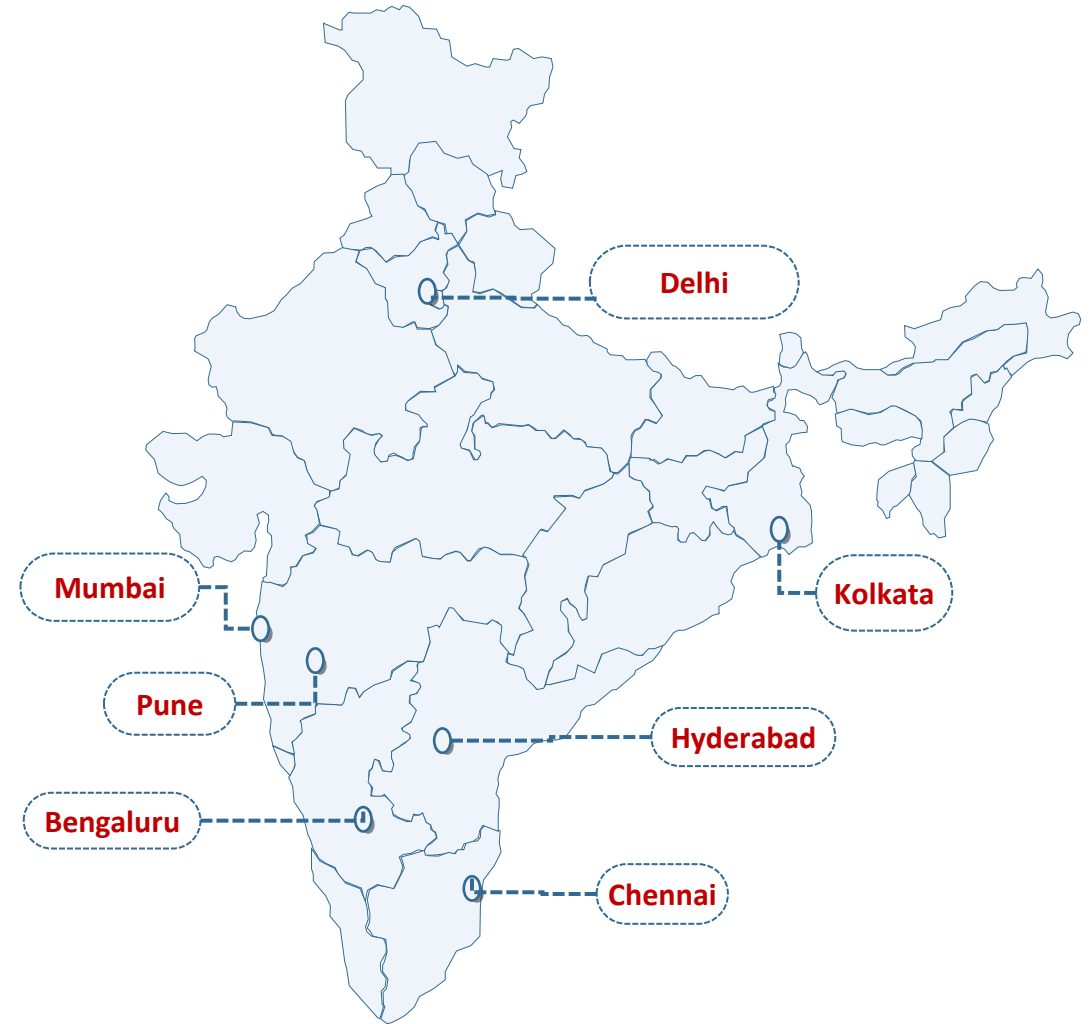 Delhi
Mumbai
Kolkata
Pune
Hyderabad
Bengaluru
Chennai